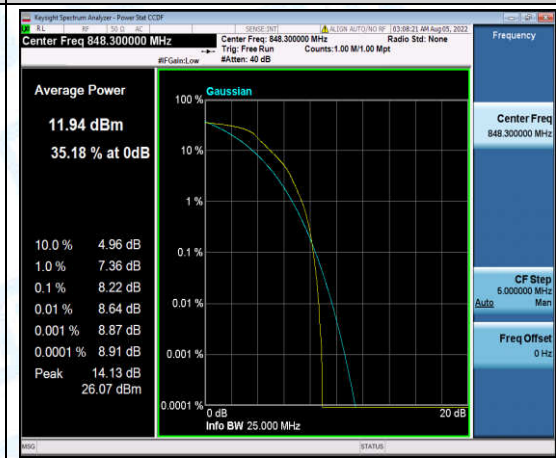 Keysight Spectrum Analyzer - Power Stat CCDF
RL RF 50 Ω AC SENSE:INT ALIGN AUTO/NO RF 03:08:21 AM Aug 05, 2022
Center Freq 848.300000 MHz
Center Freq: 848.300000 MHz Radio Std: None
Trig: Free Run Counts:1.00 M/1.00 Mpt
#IFGain:Low #Atten: 40 dB
Frequency
Average Power
11.94 dBm
35.18 % at 0dB
10.0 % 4.96 dB
1.0 % 7.36 dB
0.1 % 8.22 dB
0.01 % 8.64 dB
0.001 % 8.87 dB
0.0001 % 8.91 dB
Peak 14.13 dB
26.07 dBm
Gaussian
100 %
10 %
1 %
0.1 %
0.01 %
0.001 %
0.0001 %
0 dB 20 dB
Info BW 25.000 MHz
Center Freq
848.300000 MHz
CF Step
5.000000 MHz
Auto Man
Freq Offset
0 Hz
MSG STATUS